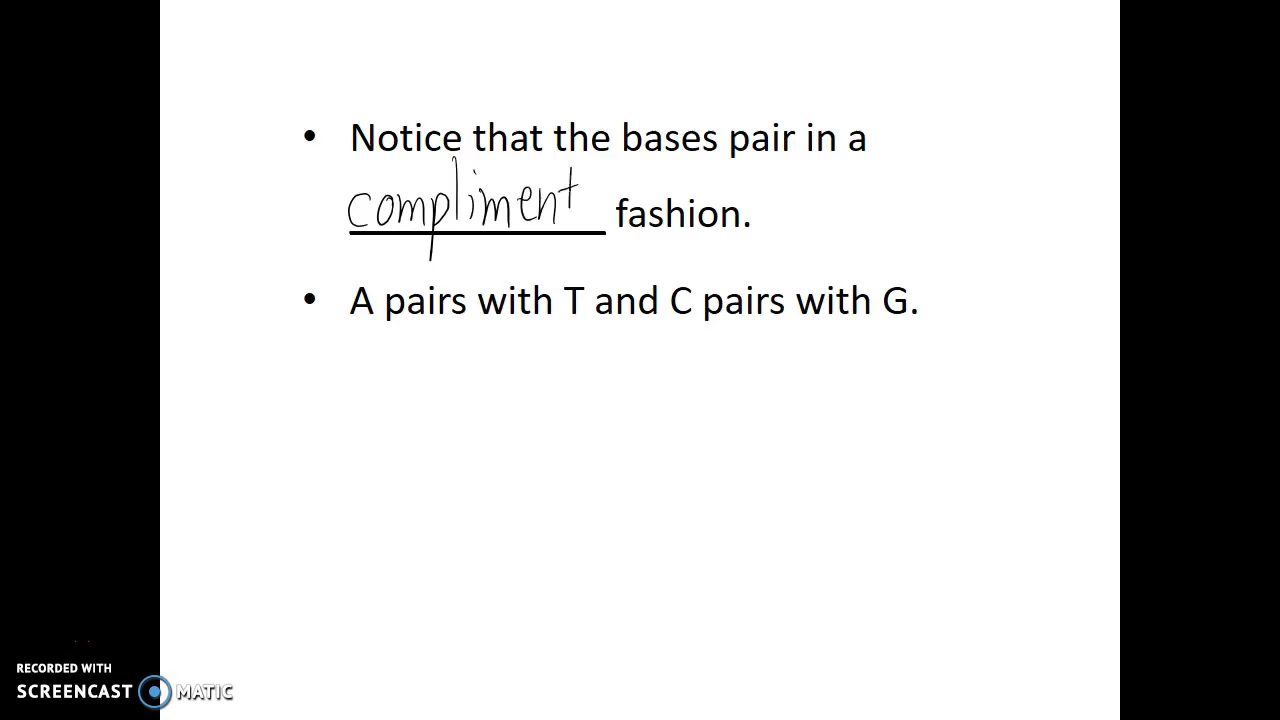 • Notice that the bases pair in a
compliment fashion.
• A pairs with T and C pairs with G.
RECORDED WITH
SCREENCAST MATIC